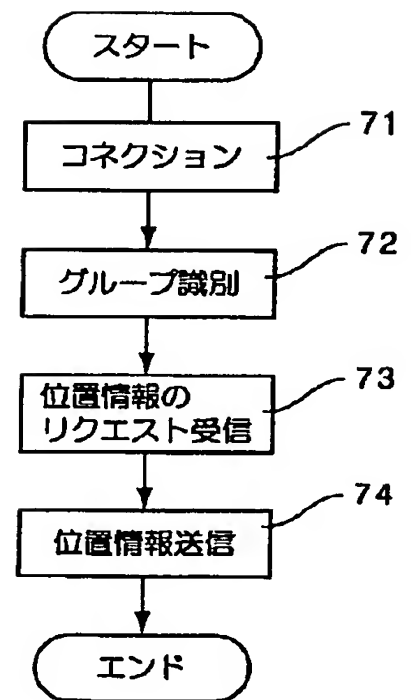 スタート
コネクション
71
グループ識別
72
位置情報の
リクエスト受信
73
位置情報送信
74
エンド